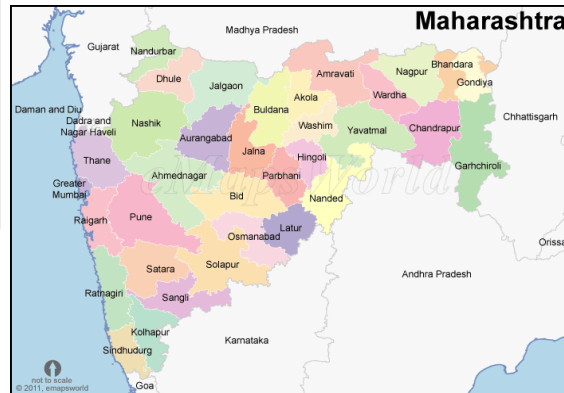 Maharashtra
Madhya Pradesh
Gujarat
Nandurbar
Dhule
Jalgaon
Amravati
Nagpur
Bhandara
Gondiya
Buldana
Akola
Wardha
Daman and Diu
Dadra and
Nagar Haveli
Nashik
Aurangabad
Washim
Yavatmal
Chandrapur
Chhattisgarh
Thane
Jalna
Hingoli
Garhchiroli
Ahmednagar
Parbhani
eMapsWorld
Greater
Mumbai
Bid
Nanded
Raigarh
Pune
Latur
Osmanabad
Orissa
Satara
Solapur
Andhra Pradesh
Ratnagiri
Sangli
Kolhapur
Karnataka
Sindhudurg
Goa
not to scale
© 2011, emapsworld